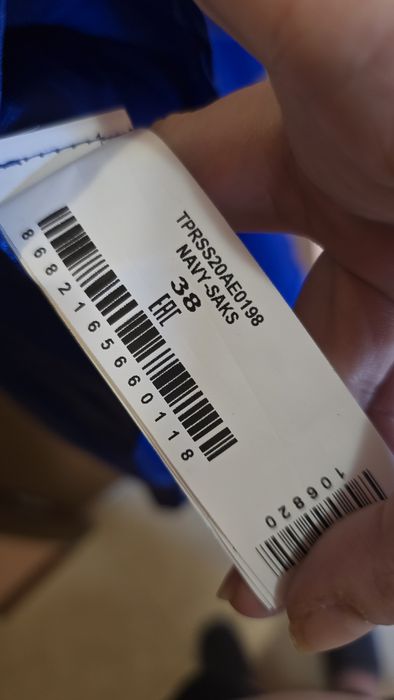 TPRSS20AE0198
NAVY-SAKS
38
EAC
8682165660118
106820